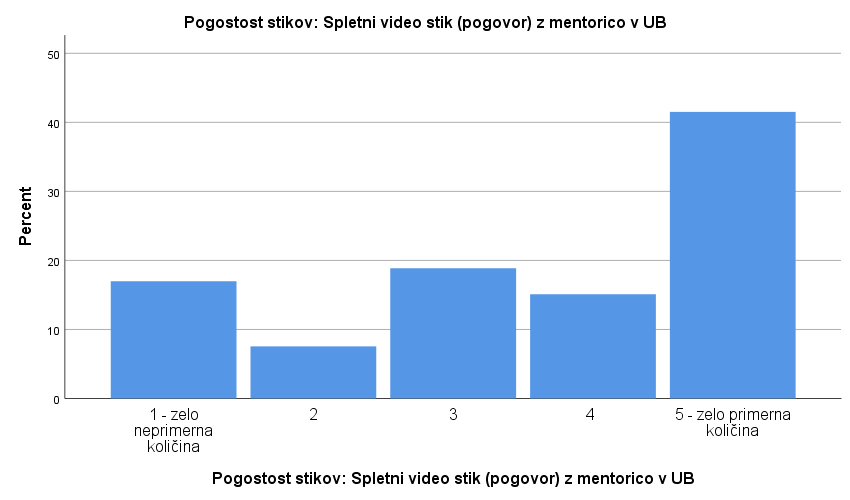 Pogostost stikov: Spletni video stik (pogovor) z mentorico v UB
50
40
30
20
10
0
Percent
1 - zelo
neprimerna
količina
2
3
4
5 - zelo primerna
količina
Pogostost stikov: Spletni video stik (pogovor) z mentorico v UB